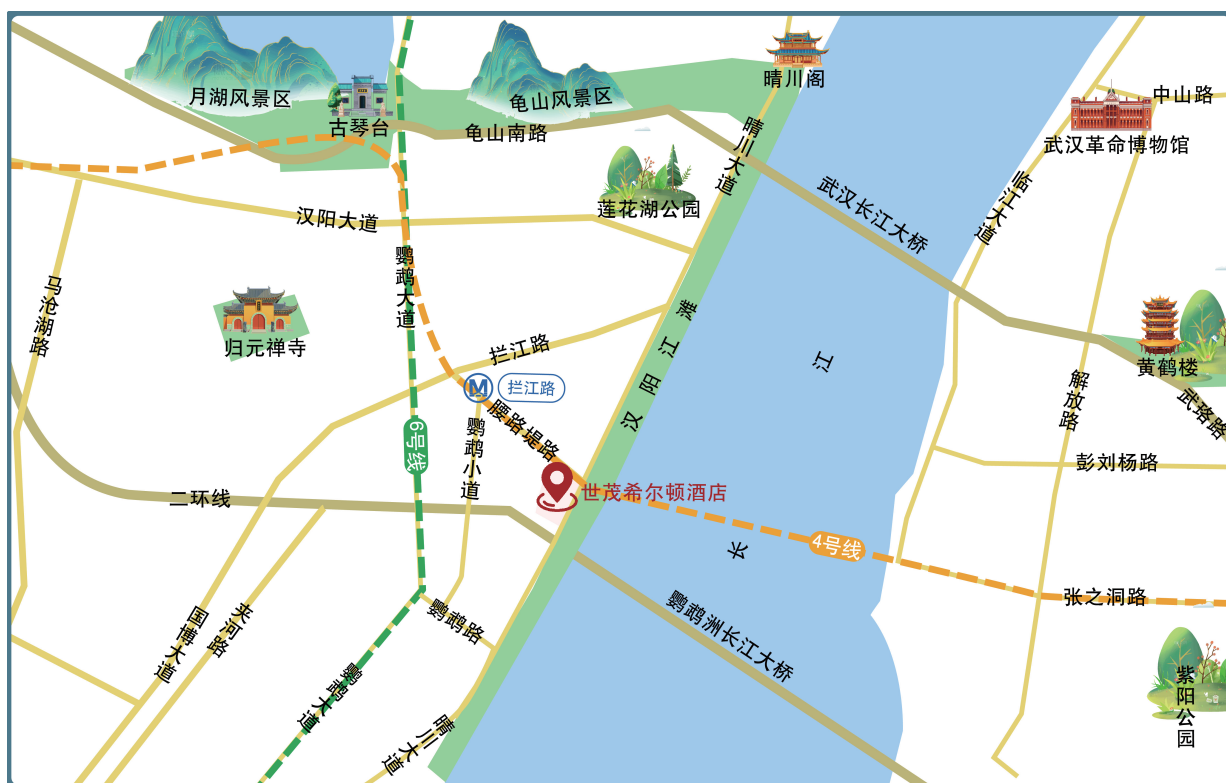 晴川阁
月湖风景区
龟山风景区
中山路
古琴台
龟山南路
晴川大道
武汉革命博物馆
临江大道
武汉长江大桥
莲花湖公园
汉阳大道
鹦鹉大道
马沧湖路
归元禅寺
拦江路
汉阳江滩
江
黄鹤楼
解放路
武珞路
M
拦江路
腰路堤路
鹦鹉小道
6号线
彭刘杨路
二环线
世茂希尔顿酒店
长
4号线
张之洞路
鹦鹉路
鹦鹉洲长江大桥
夹河路
国博大道
鹦鹉大道
晴川大道
紫阳公园